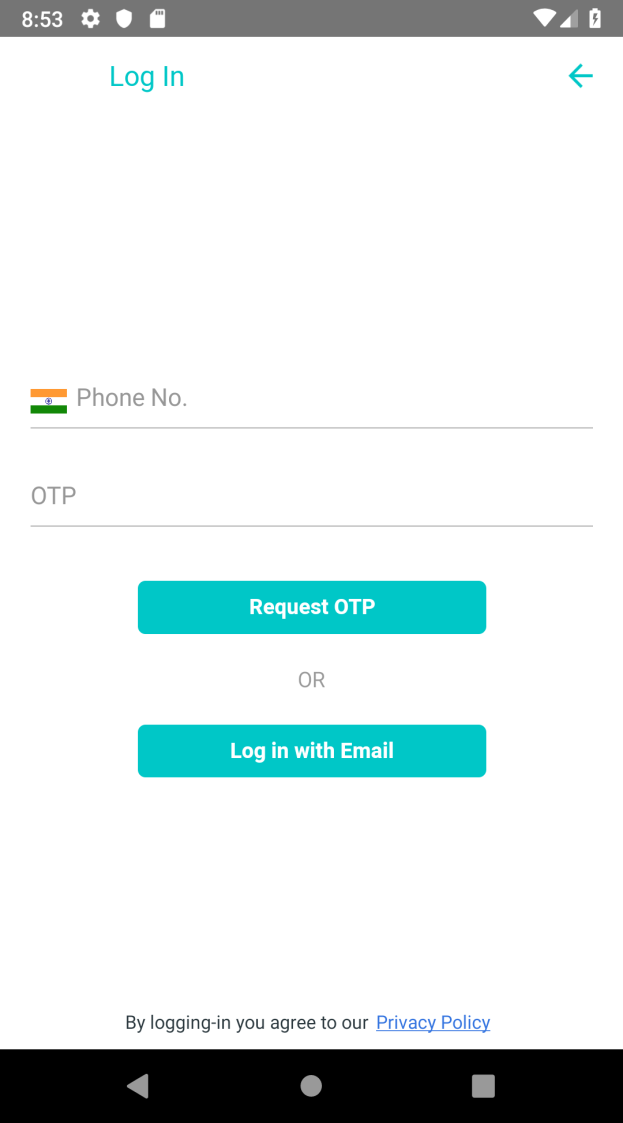 8:53
Log In
Phone No.
OTP
Request OTP
OR
Log in with Email
By logging-in you agree to our Privacy Policy